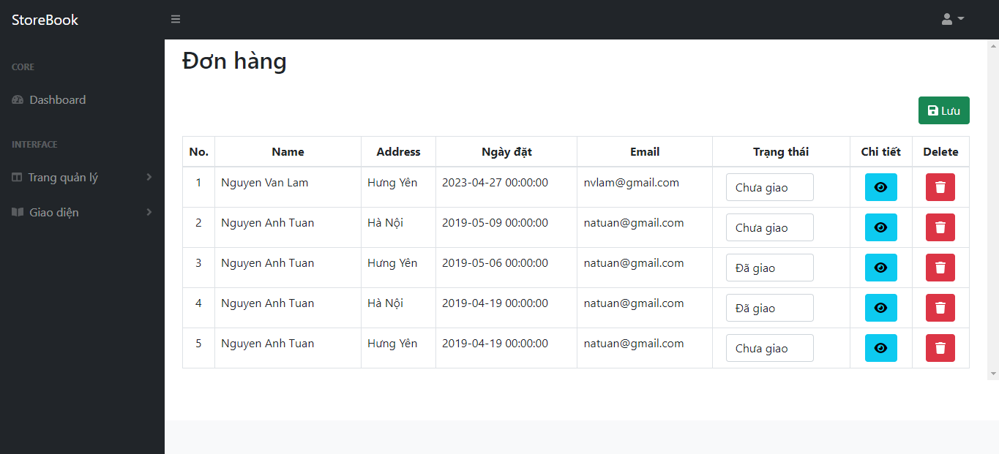 StoreBook
CORE
Dashboard
INTERFACE
Trang quản lý
Giao diện
Đơn hàng
Lưu
No. Name Address Ngày đặt Email Trạng thái Chi tiết Delete
1 Nguyen Van Lam Hưng Yên 2023-04-27 00:00:00 nvlam@gmail.com Chưa giao
2 Nguyen Anh Tuan Hà Nội 2019-05-09 00:00:00 natuan@gmail.com Chưa giao
3 Nguyen Anh Tuan Hưng Yên 2019-05-06 00:00:00 natuan@gmail.com Đã giao
4 Nguyen Anh Tuan Hà Nội 2019-04-19 00:00:00 natuan@gmail.com Đã giao
5 Nguyen Anh Tuan Hưng Yên 2019-04-19 00:00:00 natuan@gmail.com Chưa giao